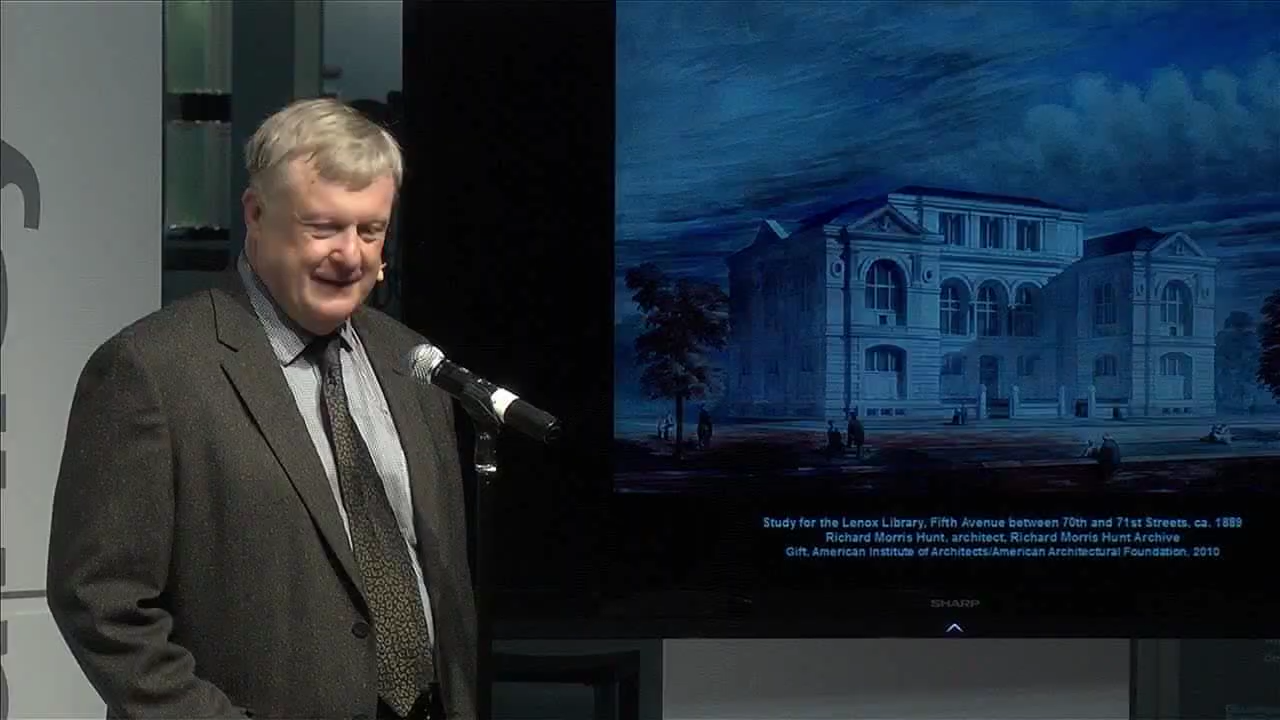 Study for the Lenox Library, Fifth Avenue between 70th and 71st Streets, ca. 1889
Richard Morris Hunt, architect, Richard Morris Hunt Archive
Gift, American Institute of Architects/American Architectural Foundation, 2010
SHARP